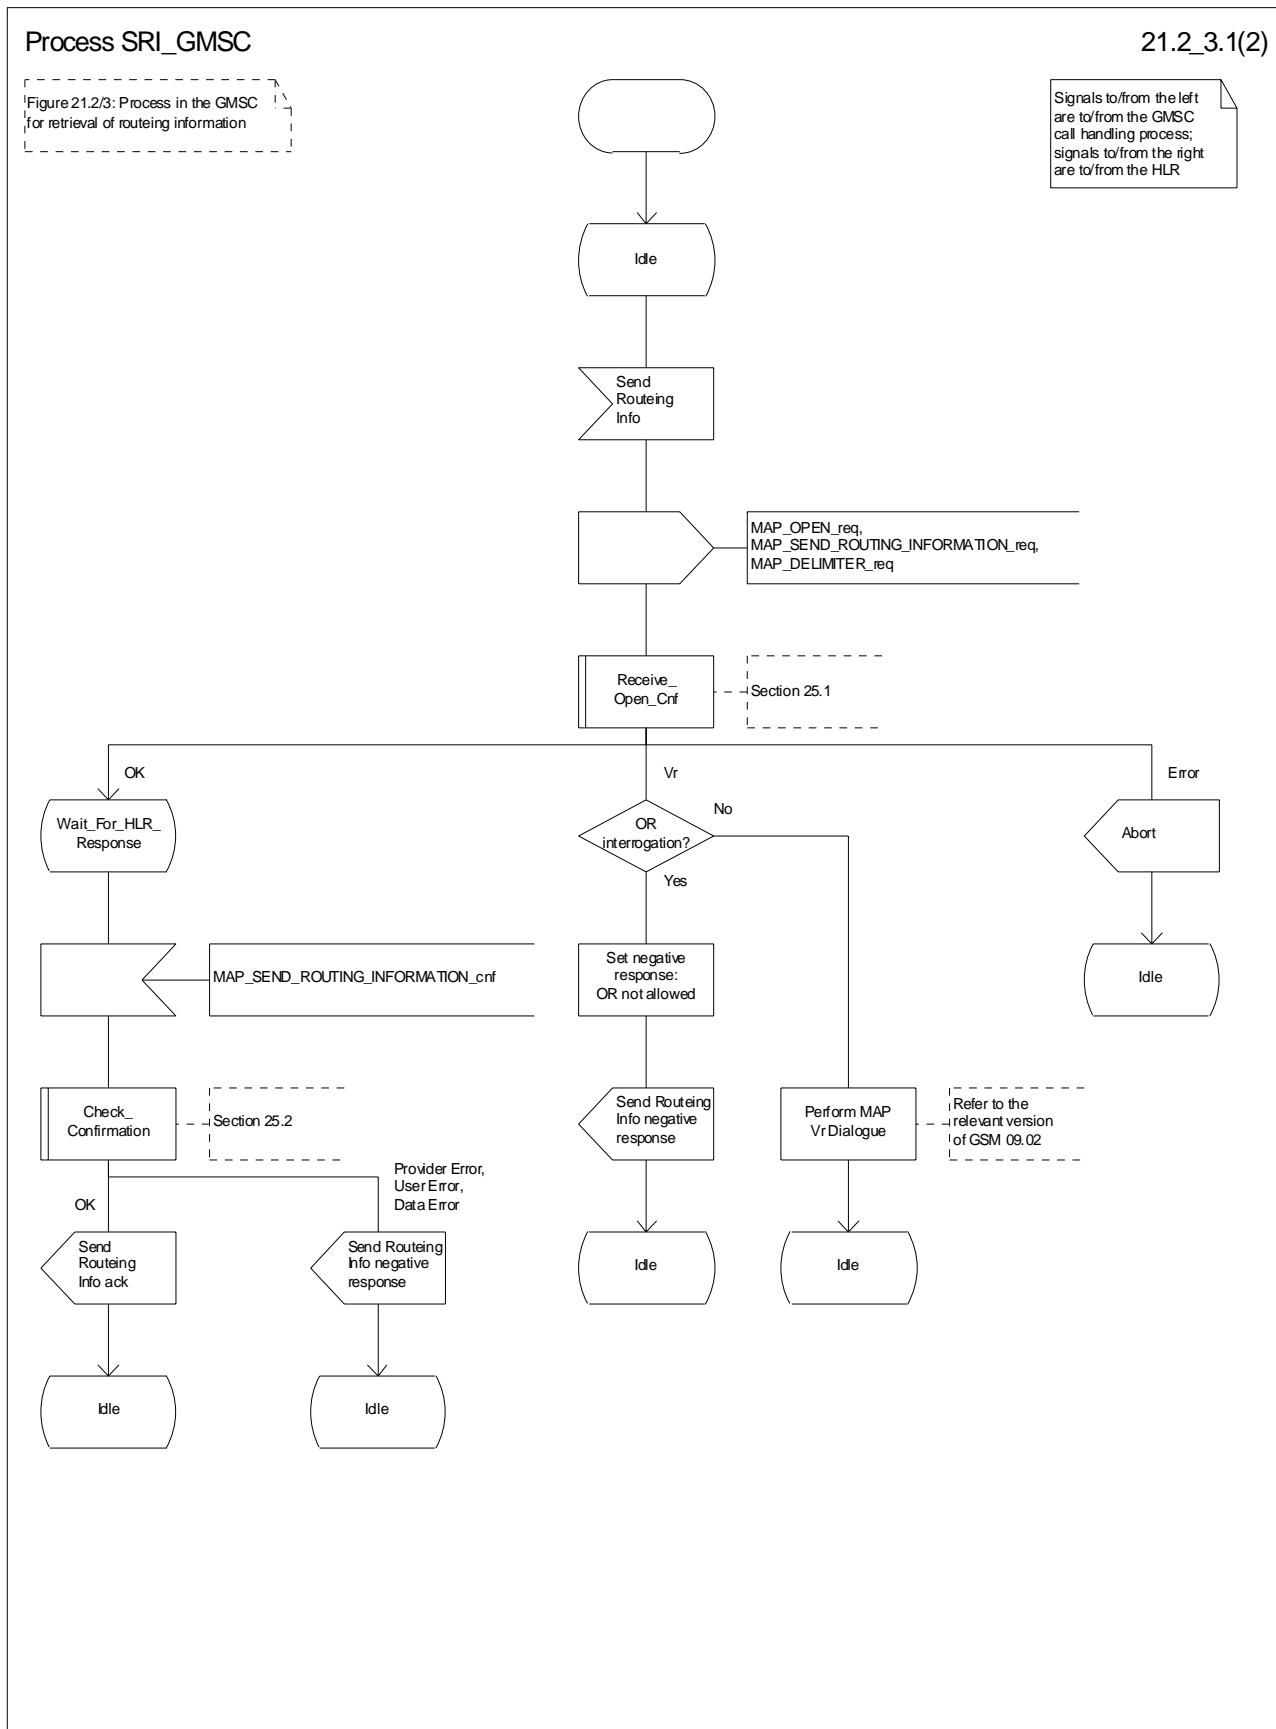 Process SRI_GMSC
21.2_3.1(2)
Figure 21.2/3: Process in the GMSC
for retrieval of routeing information
Signals to/from the left
are to/from the GMSC
call handling process;
signals to/from the right
are to/from the HLR
Idle
Send
Routeing
Info
MAP_OPEN_req,
MAP_SEND_ROUTING_INFORMATION_req,
MAP_DELIMITER_req
Receive_
Open_Cnf
Section 25.1
OK
Vr
Error
Wait_For_HLR_
Response
OR
interrogation?
No
Yes
Abort
MAP_SEND_ROUTING_INFORMATION_cnf
Set negative
response:
OR not allowed
Idle
Check_
Confirmation
Section 25.2
Send Routeing
Info negative
response
Perform MAP
Vr Dialogue
Refer to the
relevant version
of GSM 09.02
OK
Provider Error,
User Error,
Data Error
Send
Routeing
Info ack
Send Routeing
Info negative
response
Idle
Idle
Idle
Idle